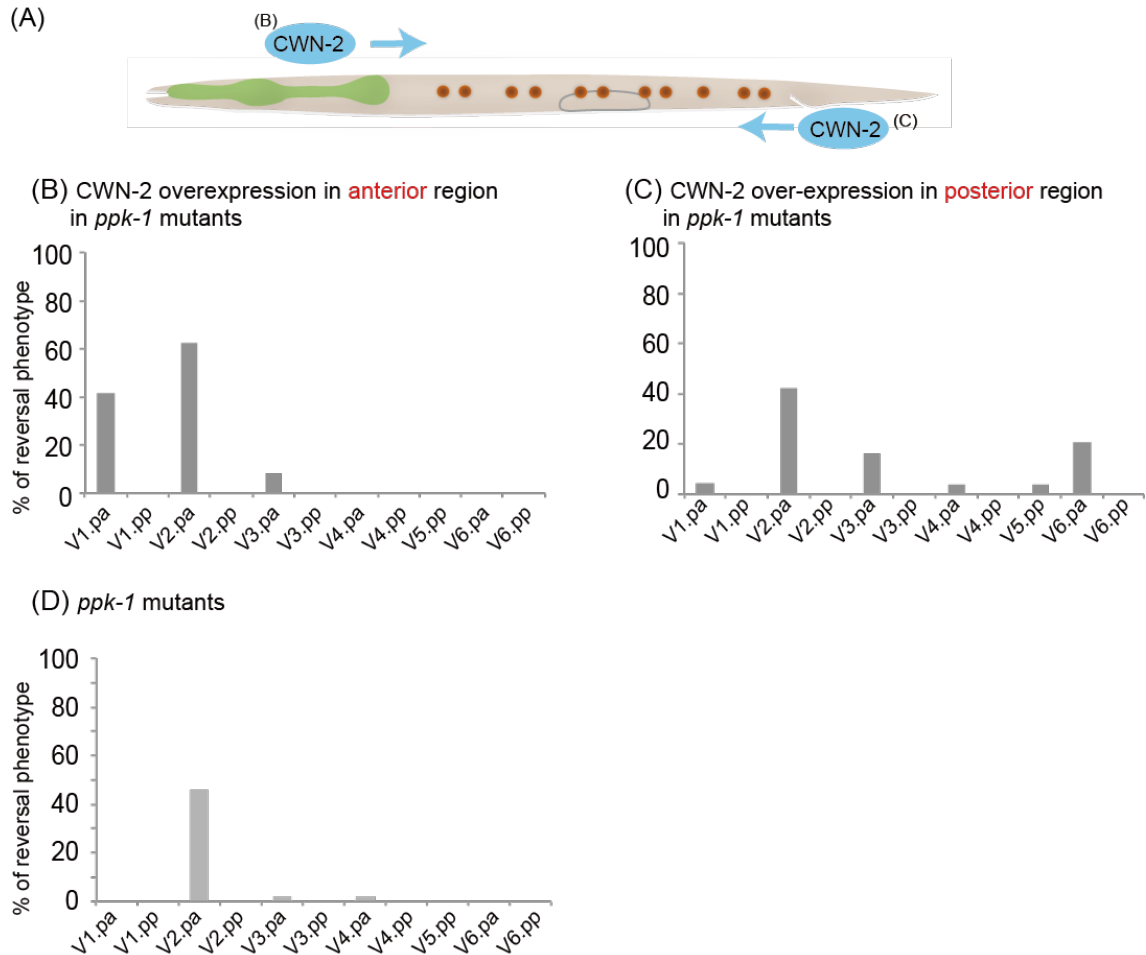 (A)
(B)
CWN-2
CWN-2
(C)
(B) CWN-2 overexpression in anterior region
in ppk-1 mutants
100
80
60
40
20
0
% of reversal phenotype
V1.pa
V1.pp
V2.pa
V2.pp
V3.pa
V3.pp
V4.pa
V4.pp
V5.pp
V6.pa
V6.pp
(C) CWN-2 over-expression in posterior region
in ppk-1 mutants
100
80
60
40
20
0
V1.pa
V1.pp
V2.pa
V2.pp
V3.pa
V3.pp
V4.pa
V4.pp
V5.pp
V6.pa
V6.pp
(D) ppk-1 mutants
100
80
60
40
20
0
% of reversal phenotype
V1.pa
V1.pp
V2.pa
V2.pp
V3.pa
V3.pp
V4.pa
V4.pp
V5.pp
V6.pa
V6.pp